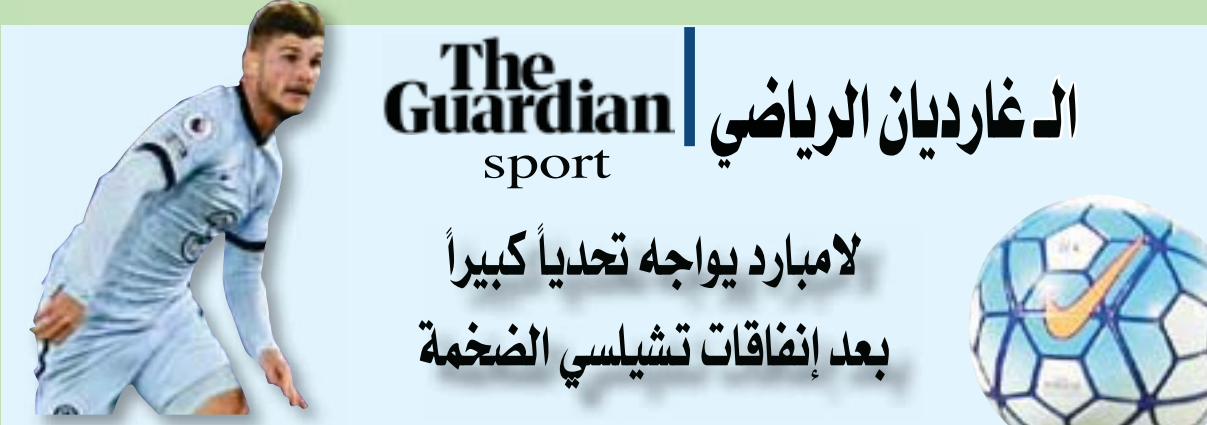 The
Guardian
sport
الـ غارديان الرياضي
لامبارد يواجه تحدياً كبيراً
بعد إنفاقات تشيلسي الضخمة